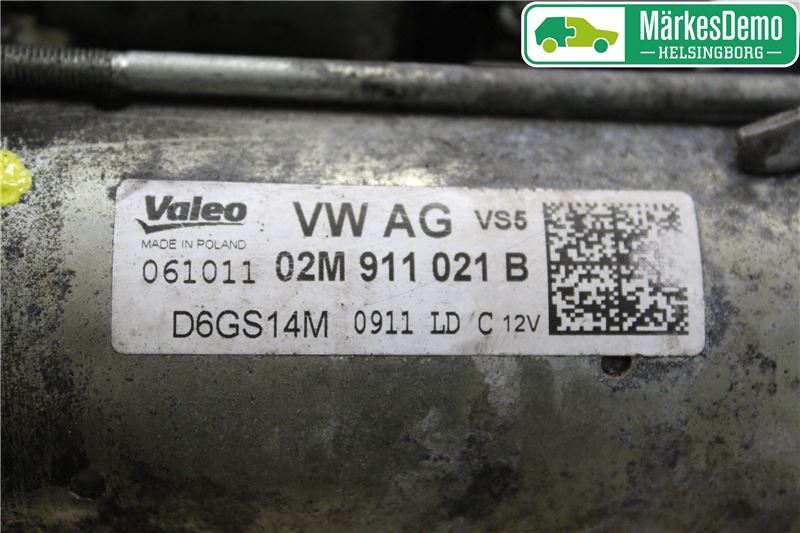 MärkesDemo
HELSINGBORG
Valeo VW AG VS5
MADE IN POLAND
061011 02M 911 021 B
D6GS14M 0911 LD C 12V